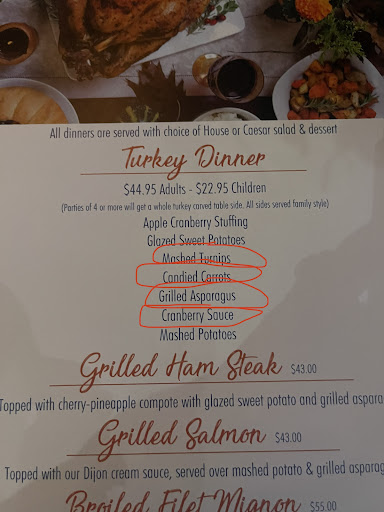 All dinners are served with choice of House or Caesar salad & dessert
Turkey Dinner
$44.95 Adults - $22.95 Children
(Parties of 4 or more will get a whole turkey carved table side. All sides served family style)
Apple Cranberry Stuffing
Glazed Sweet Potatoes
Mashed Turnips
Candied Carrots
Grilled Asparagus
Cranberry Sauce
Mashed Potatoes
Grilled Ham Steak $43.00
Topped with cherry-pineapple compote with glazed sweet potato and grilled aspara
Grilled Salmon $43.00
Topped with our Dijon cream sauce, served over mashed potato & grilled asparag
Broiled Filet Mignon $55.00